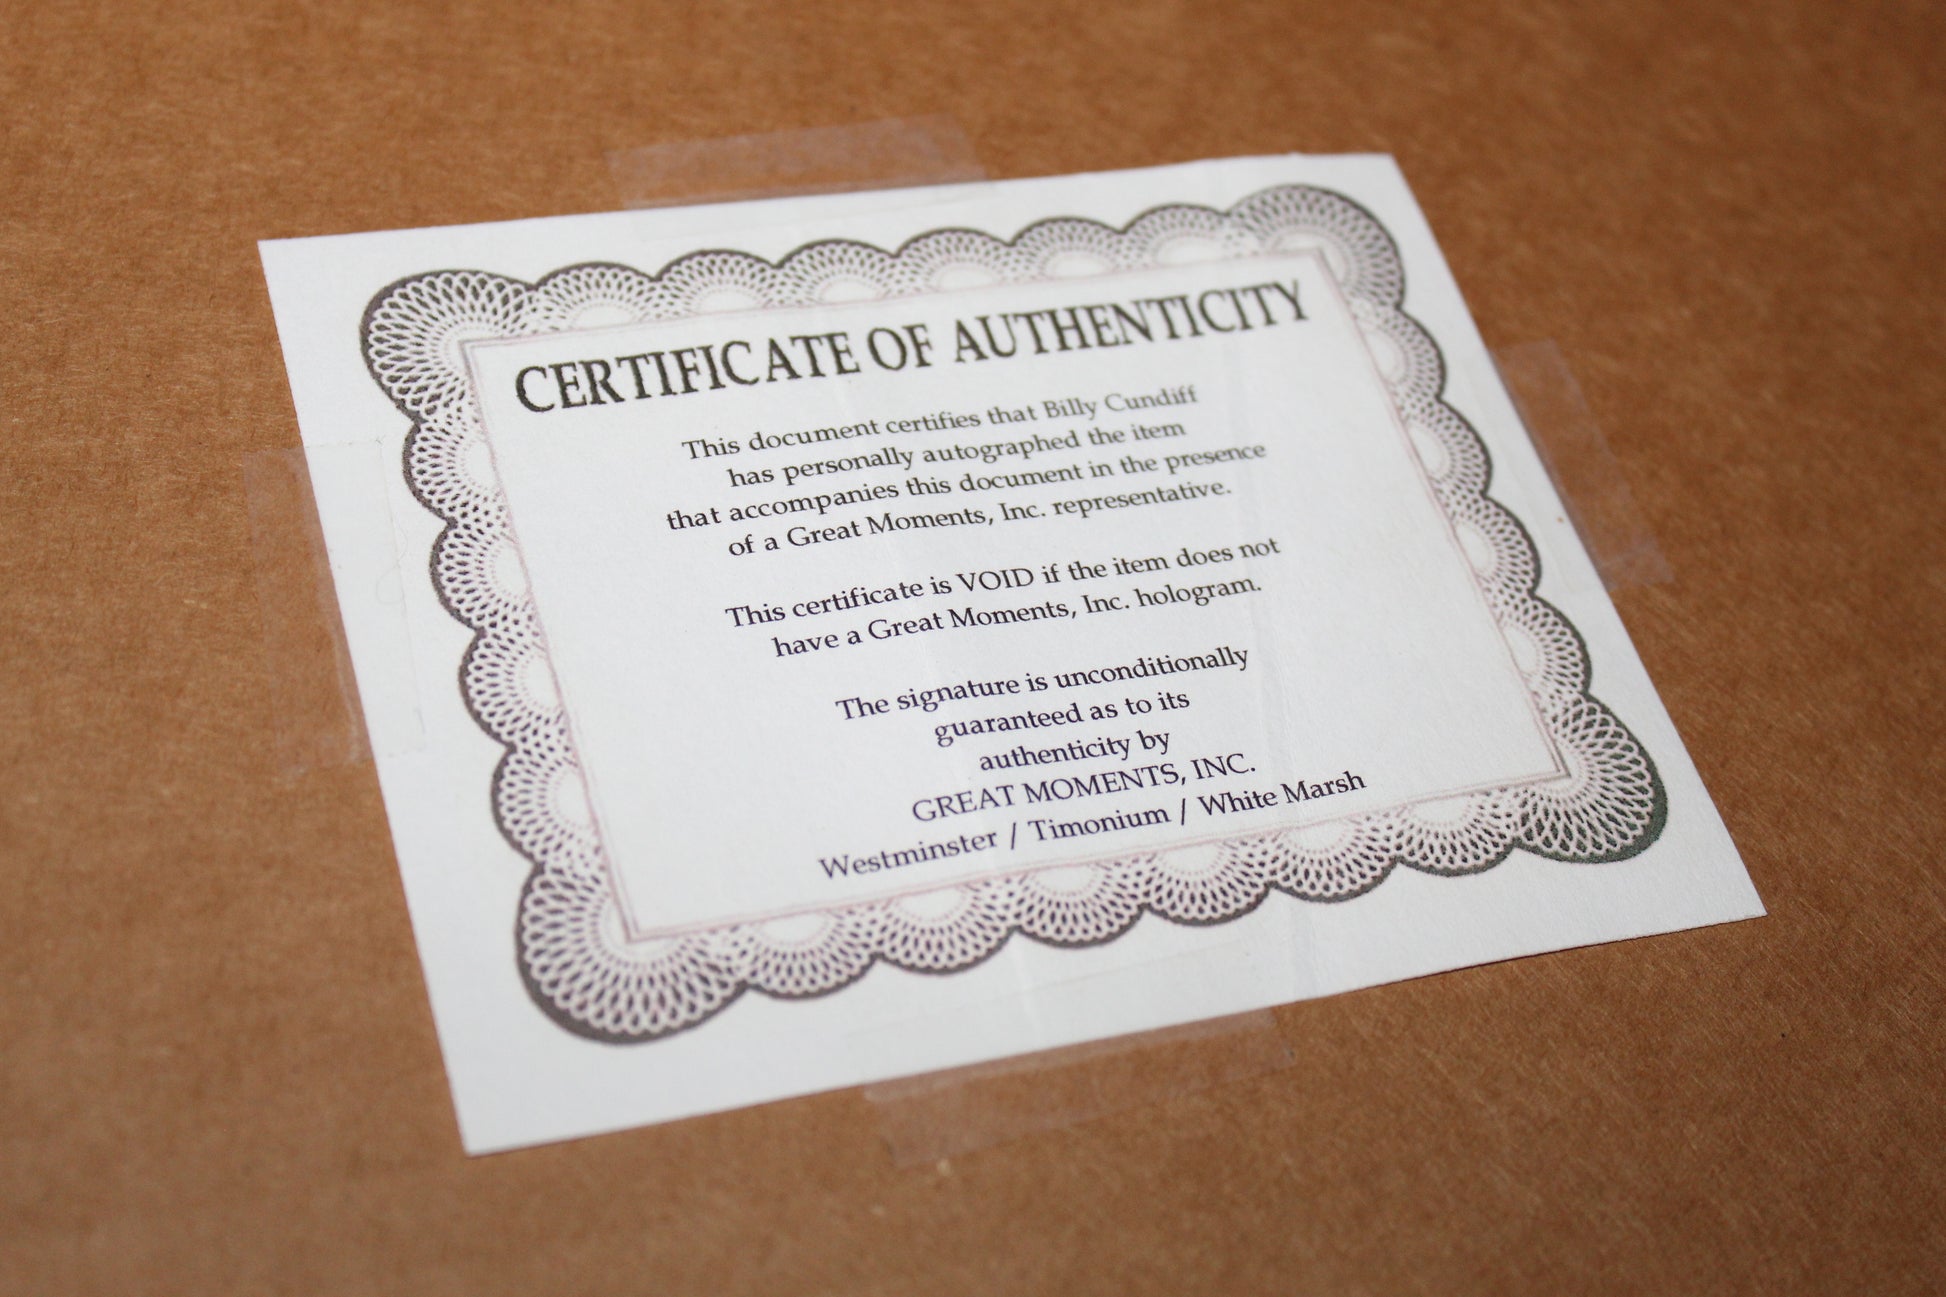 CERTIFICATE OF AUTHENTICITY
This document certifies that Billy Cundiff
has personally autographed the item
that accompanies this document in the presence
of a Great Moments, Inc. representative.
This certificate is VOID if the item does not
have a Great Moments, Inc. hologram.
The signature is unconditionally
guaranteed as to its
authenticity by
GREAT MOMENTS, INC.
Westminster / Timonium / White Marsh